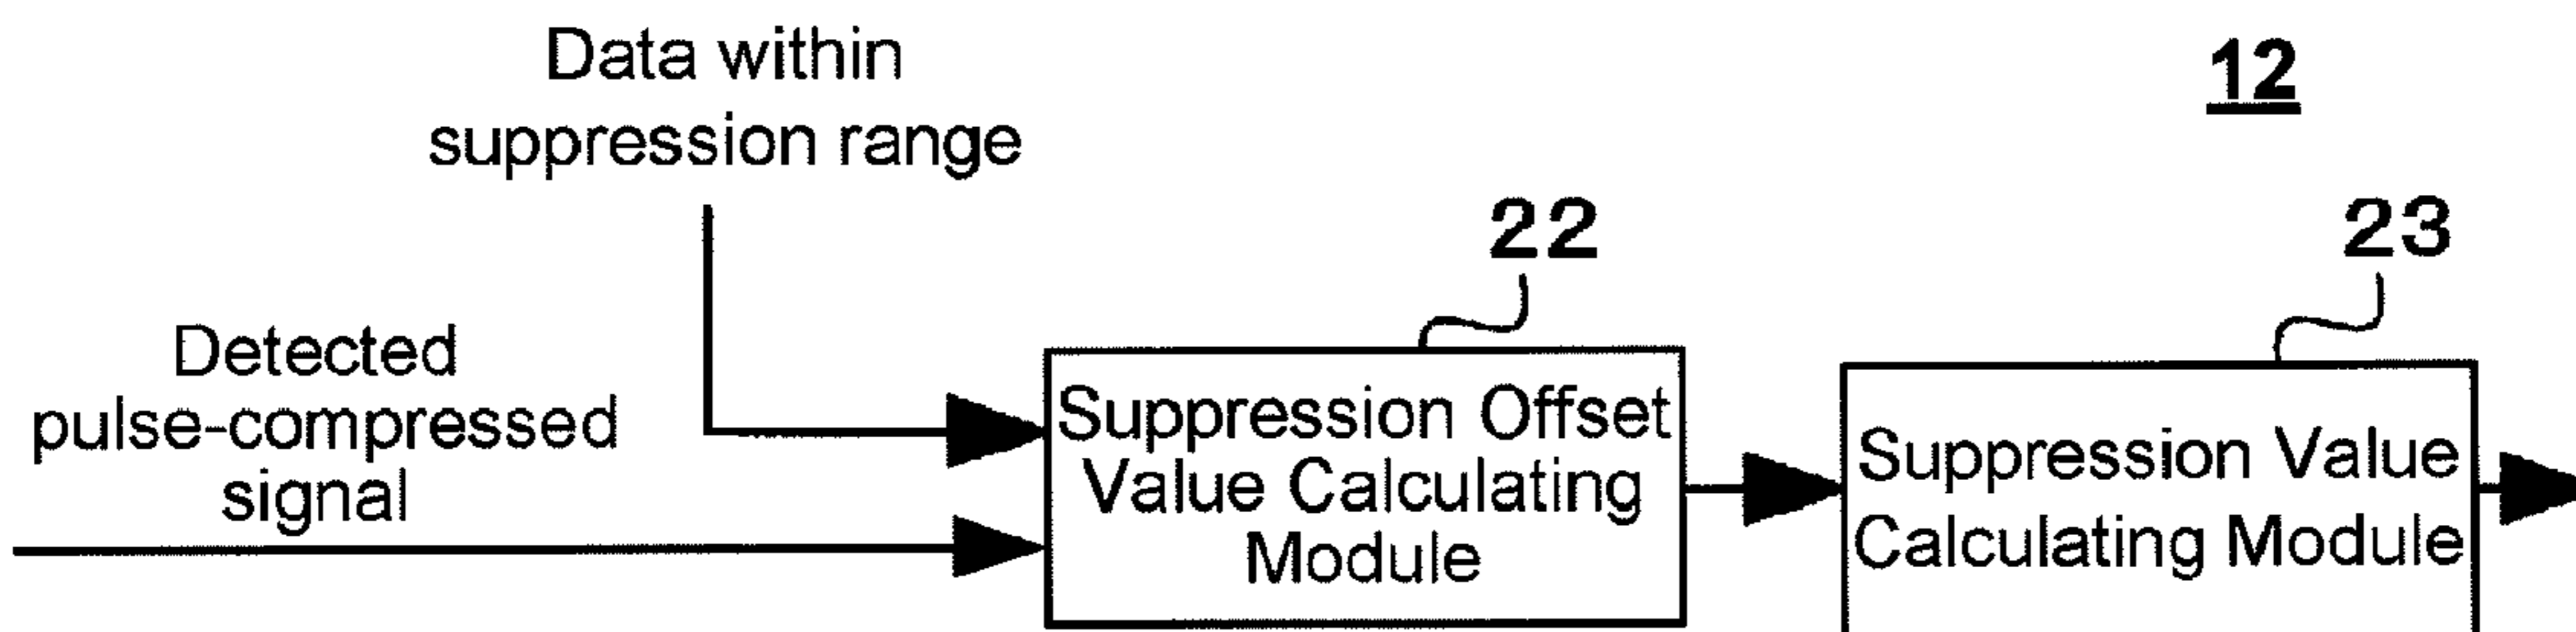 Data within
suppression range
12
22
23
Detected
pulse-compressed
signal
Suppression Offset
Value Calculating
Module
Suppression Value
Calculating Module